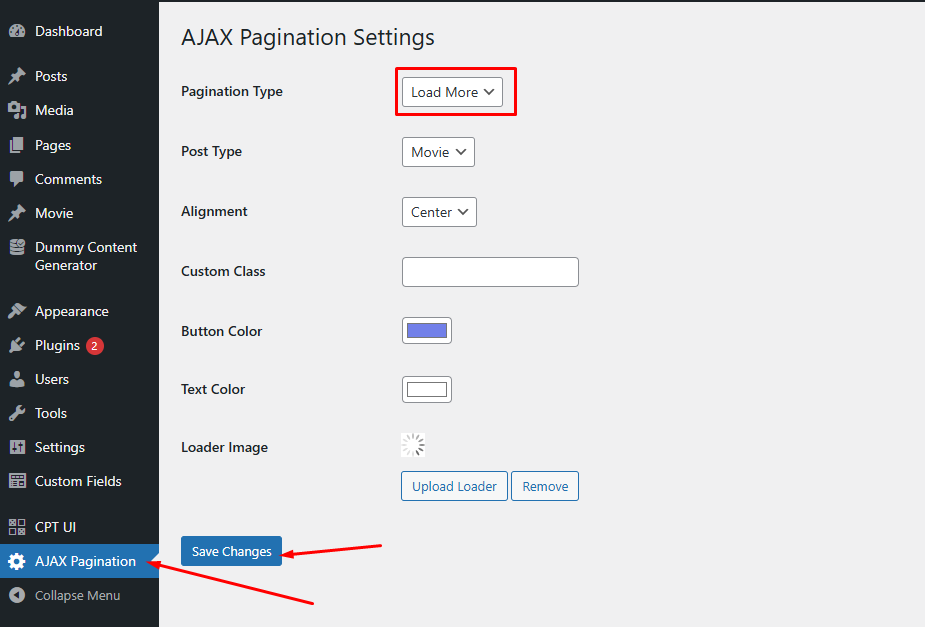 Dashboard
Posts
Media
Pages
Comments
Movie
Dummy Content
Generator
Appearance
Plugins 2
Users
Tools
Settings
Custom Fields
CPT UI
AJAX Pagination
Collapse Menu
AJAX Pagination Settings
Pagination Type Load More
Post Type Movie
Alignment Center
Custom Class
Button Color
Text Color
Loader Image
Upload Loader Remove
Save Changes